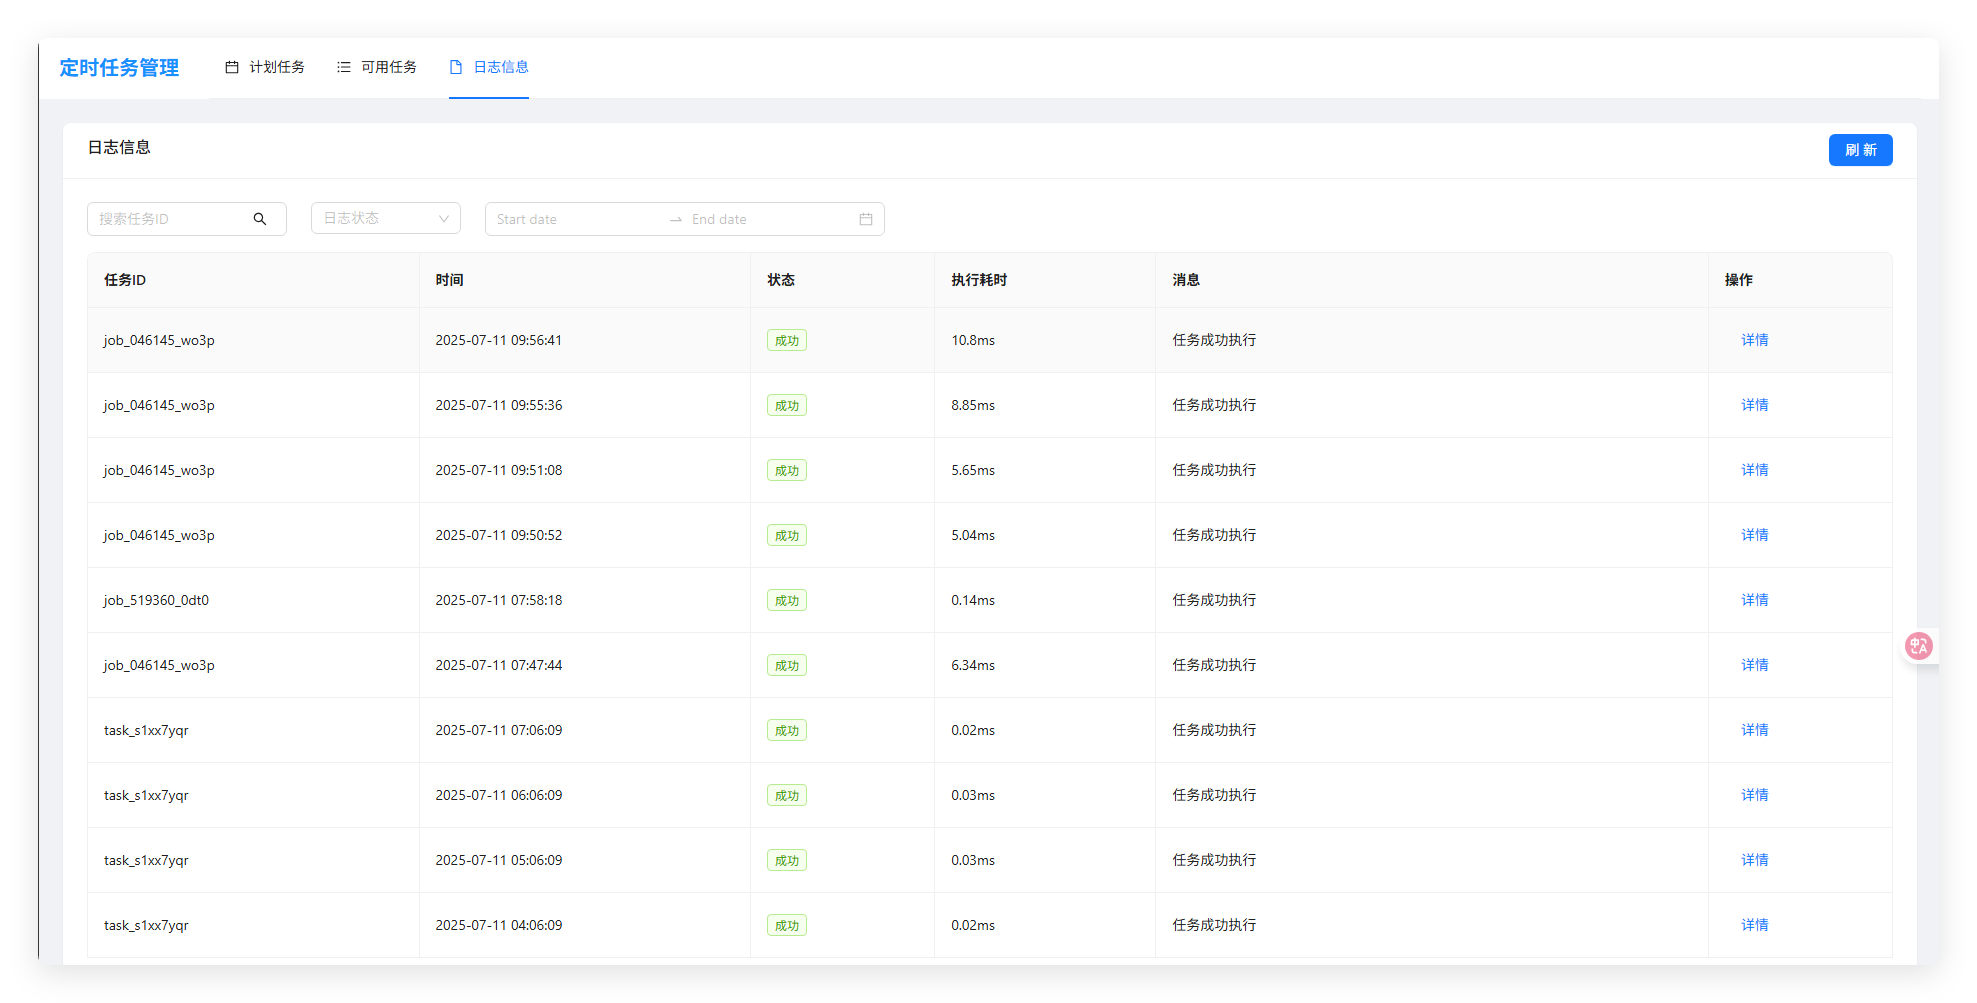 定时任务管理 计划任务 可用任务 日志信息
日志信息 刷 新
搜索任务ID 日志状态 Start date End date
任务ID 时间 状态 执行耗时 消息 操作
job_046145_wo3p 2025-07-11 09:56:41 成功 10.8ms 任务成功执行 详情
job_046145_wo3p 2025-07-11 09:55:36 成功 8.85ms 任务成功执行 详情
job_046145_wo3p 2025-07-11 09:51:08 成功 5.65ms 任务成功执行 详情
job_046145_wo3p 2025-07-11 09:50:52 成功 5.04ms 任务成功执行 详情
job_519360_0dt0 2025-07-11 07:58:18 成功 0.14ms 任务成功执行 详情
job_046145_wo3p 2025-07-11 07:47:44 成功 6.34ms 任务成功执行 详情
task_s1xx7yqr 2025-07-11 07:06:09 成功 0.02ms 任务成功执行 详情
task_s1xx7yqr 2025-07-11 06:06:09 成功 0.03ms 任务成功执行 详情
task_s1xx7yqr 2025-07-11 05:06:09 成功 0.03ms 任务成功执行 详情
task_s1xx7yqr 2025-07-11 04:06:09 成功 0.02ms 任务成功执行 详情